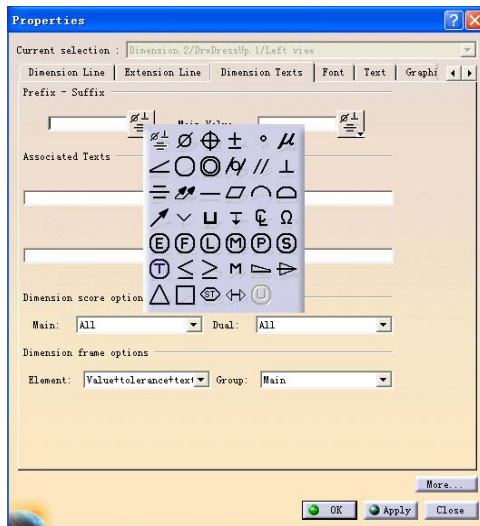 Properties
Current selection : Dimension.2/DrwDressUp.1/Left view
Dimension Line Extension Line Dimension Texts Font Text Graphi
Prefix - Suffix
Main Value
Associated Texts
⌀ ⌖ ± ° μ
∠ ○ ◎ ⌭ // ⊥
E F L M P S
T ≤ ≥ M
ST U
Dimension score option
Main: All Dual: All
Dimension frame options
Element: Value+tolerance+text Group: Main
More...
OK Apply Close